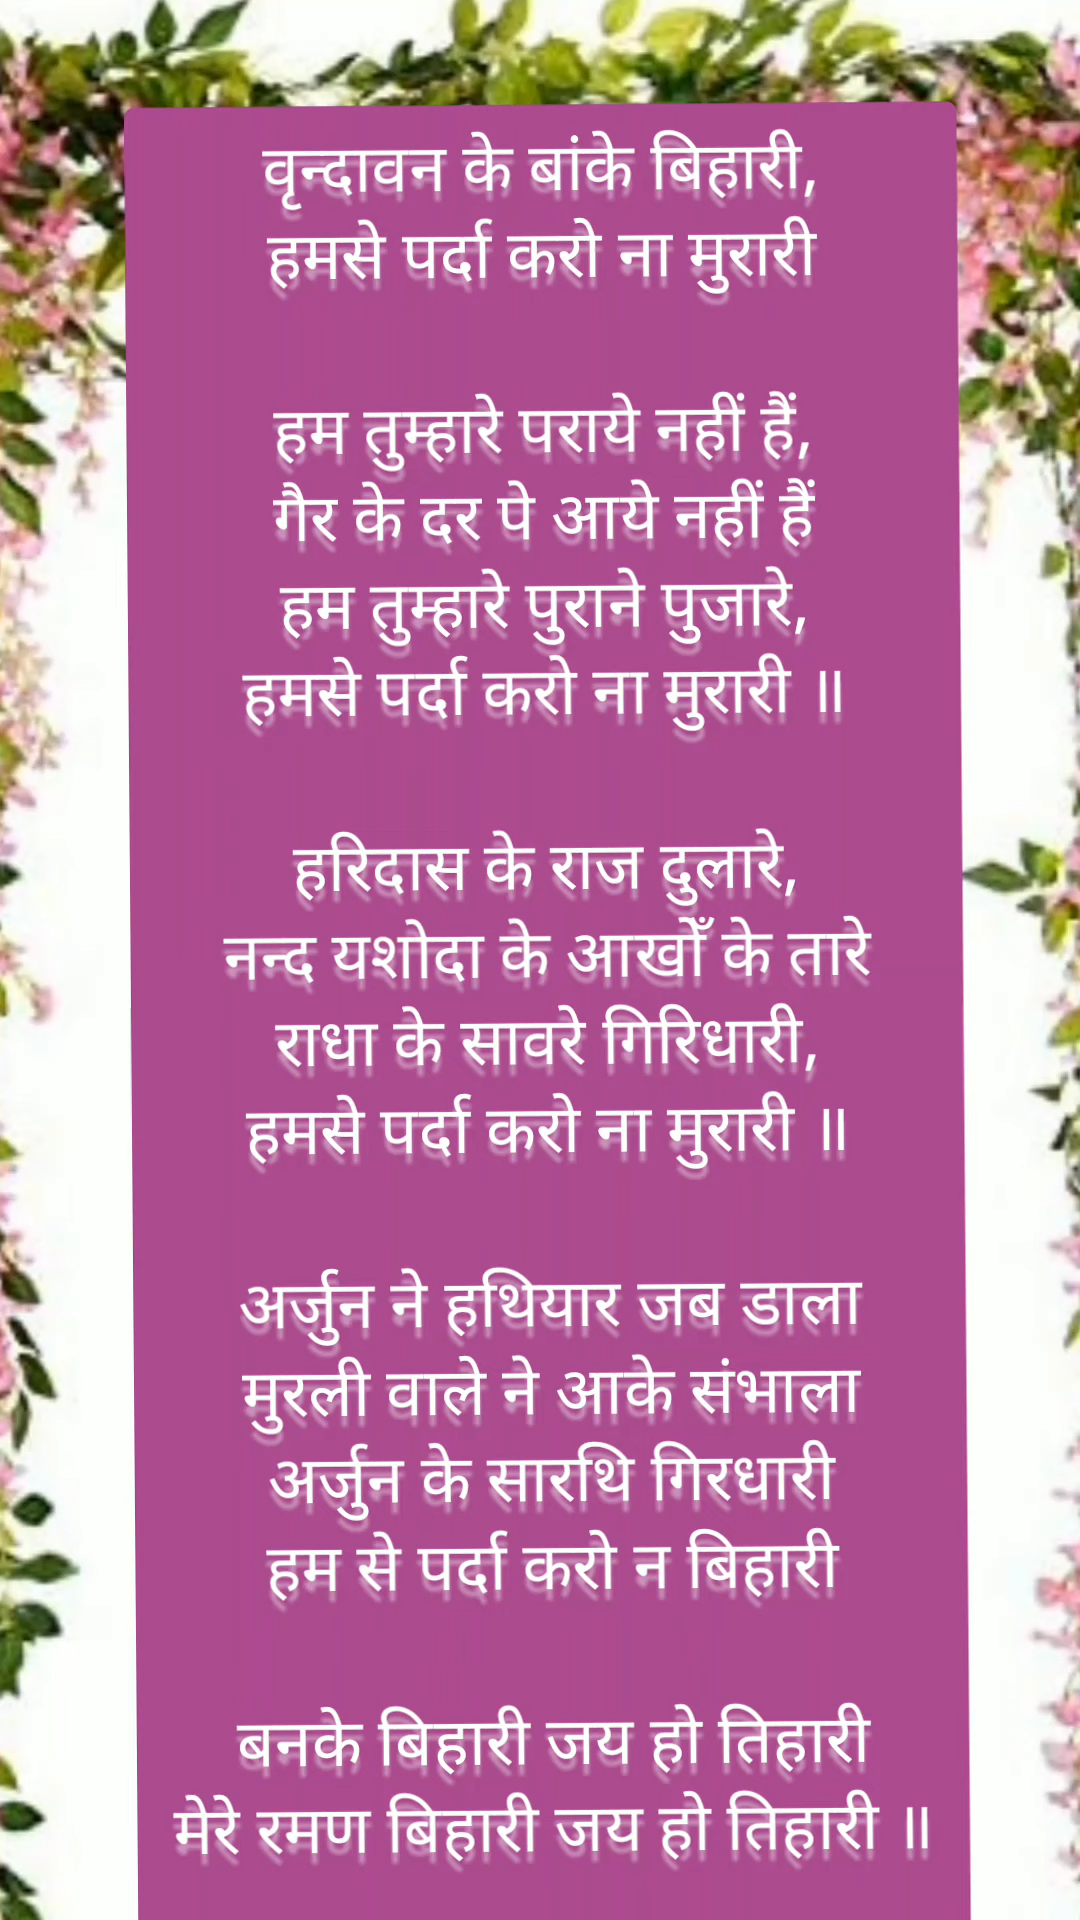 वृन्दावन के बांके बिहारी,
हमसे पर्दा करो ना मुरारी
हम तुम्हारे पराये नहीं हैं,
गैर के दर पे आये नहीं हैं
हम तुम्हारे पुराने पुजारे,
हमसे पर्दा करो ना मुरारी ॥
हरिदास के राज दुलारे,
नन्द यशोदा के आखोँ के तारे
राधा के सावरे गिरिधारी,
हमसे पर्दा करो ना मुरारी ॥
अर्जुन ने हथियार जब डाला
मुरली वाले ने आके संभाला
अर्जुन के सारथि गिरधारी
हम से पर्दा करो न बिहारी
बनके बिहारी जय हो तिहारी
मेरे रमण बिहारी जय हो तिहारी ॥